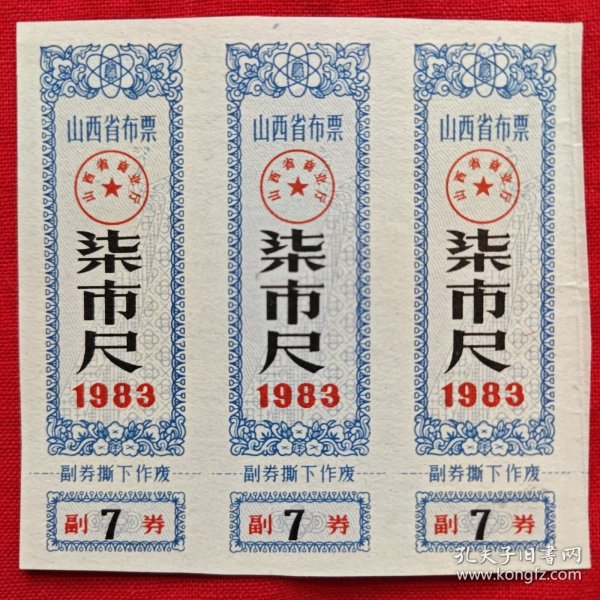 山西省布票
山西省商业厅
柒市尺
1983
副券撕下作废
副 7 券
山西省布票
山西省商业厅
柒市尺
1983
副券撕下作废
副 7 券
山西省布票
山西省商业厅
柒市尺
1983
副券撕下作废
副 7 券
孔夫子旧书网
www.kongfz.com